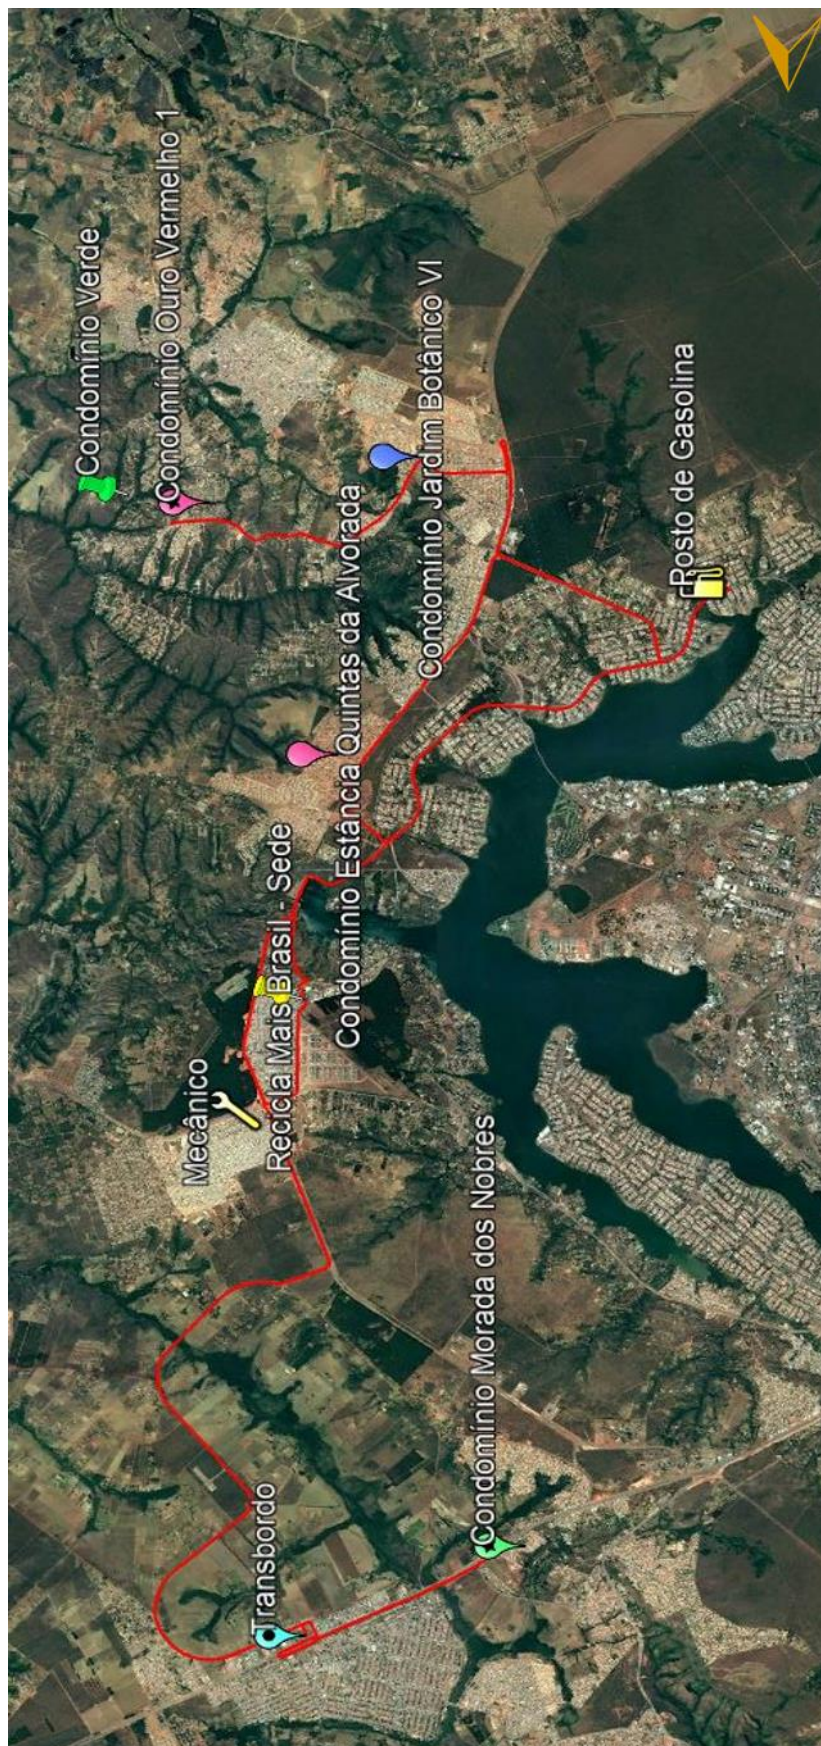 Condomínio Verde
Condomínio Ouro Vermelho 1
Condomínio Jardim Botânico VI
Posto de Gasolina
Condomínio Estância Quintas da Alvorada
Recicla Mais Brasil - Sede
Mecânico
Condomínio Morada dos Nobres
Transbordo